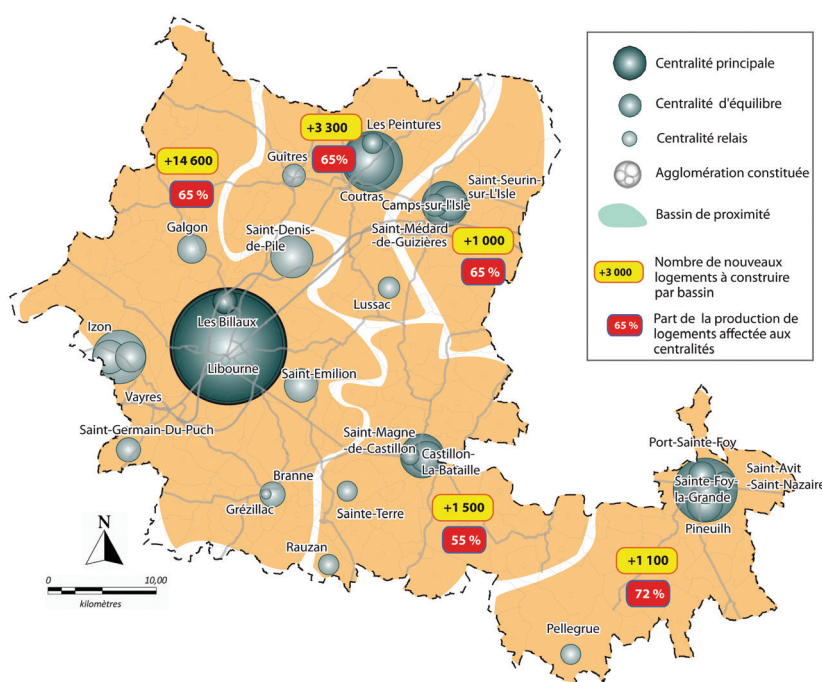 Centralité principale
Centralité d'équilibre
Centralité relais
Agglomération constituée
Bassin de proximité
+3 000
Nombre de nouveaux
logements à construire
par bassin
65 %
Part de la production de
logements affectée aux
centralités
Les Peintures
+3 300
65%
Guîtres
Coutras
+14 600
65 %
Galgon
Saint-Denis-
de-Pile
Saint-Seurin-
sur-L'Isle
Camps-sur-l'Isle
Saint-Médard
-de-Guizières
+1 000
65 %
Lussac
Izon
Vayres
Les Billaux
Libourne
Saint-Emilion
Saint-Germain-Du-Puch
Saint-Magne
-de-Castillon
Castillon-
La-Bataille
Branne
Grézillac
Sainte-Terre
Rauzan
+1 500
55 %
Port-Sainte-Foy
Saint-Avit
-Saint-Nazaire
Sainte-Foy-
la-Grande
Pineuilh
+1 100
72 %
Pellegrue
N
0
10,00
kilomètres